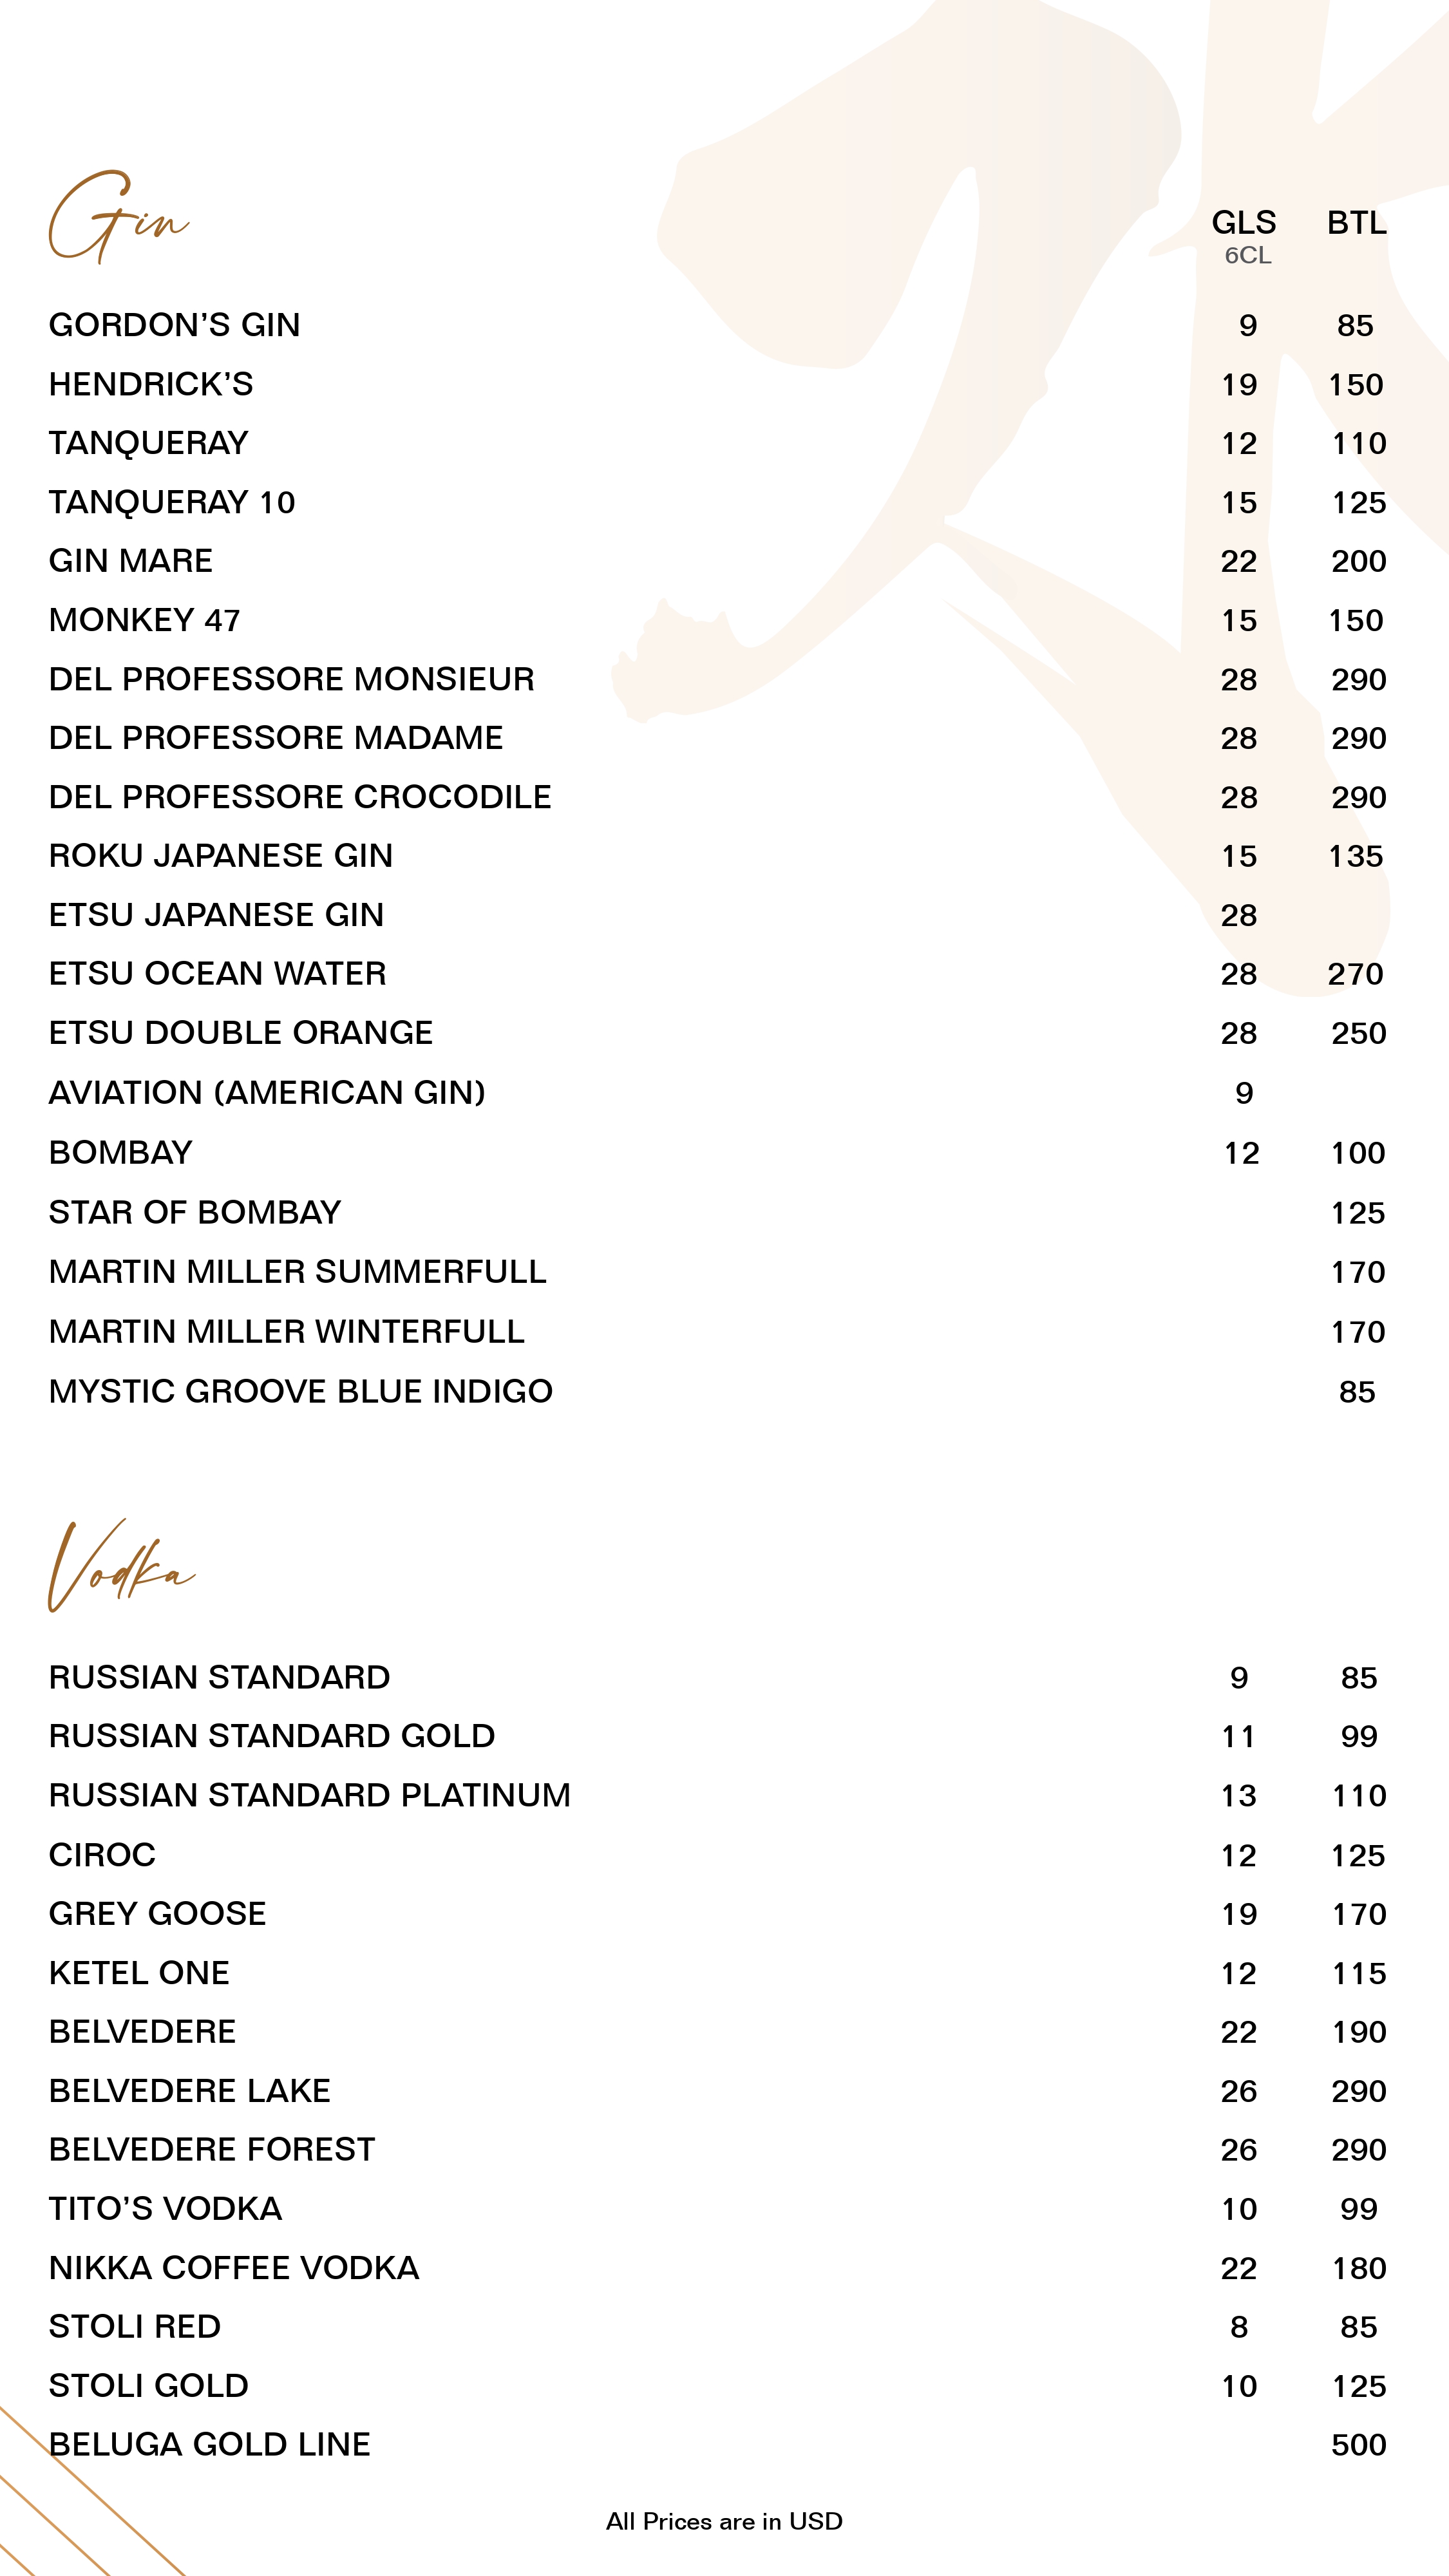 Gin GLS BTL
6CL
GORDON’S GIN 9 85
HENDRICK’S 19 150
TANQUERAY 12 110
TANQUERAY 10 15 125
GIN MARE 22 200
MONKEY 47 15 150
DEL PROFESSORE MONSIEUR 28 290
DEL PROFESSORE MADAME 28 290
DEL PROFESSORE CROCODILE 28 290
ROKU JAPANESE GIN 15 135
ETSU JAPANESE GIN 28
ETSU OCEAN WATER 28 270
ETSU DOUBLE ORANGE 28 250
AVIATION (AMERICAN GIN) 9
BOMBAY 12 100
STAR OF BOMBAY 125
MARTIN MILLER SUMMERFULL 170
MARTIN MILLER WINTERFULL 170
MYSTIC GROOVE BLUE INDIGO 85
Vodka
RUSSIAN STANDARD 9 85
RUSSIAN STANDARD GOLD 11 99
RUSSIAN STANDARD PLATINUM 13 110
CIROC 12 125
GREY GOOSE 19 170
KETEL ONE 12 115
BELVEDERE 22 190
BELVEDERE LAKE 26 290
BELVEDERE FOREST 26 290
TITO’S VODKA 10 99
NIKKA COFFEE VODKA 22 180
STOLI RED 8 85
STOLI GOLD 10 125
BELUGA GOLD LINE 500
All Prices are in USD